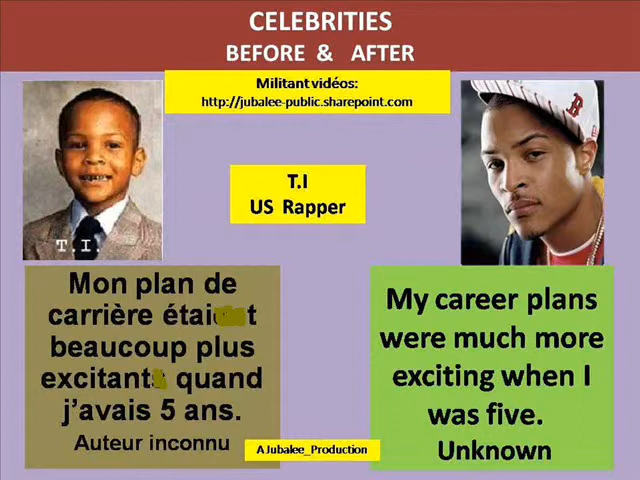 CELEBRITIES
BEFORE & AFTER
Militant vidéos:
http://jubalee-public.sharepoint.com
T.I
US Rapper
T.I.
B
Mon plan de
carrière étai t
beaucoup plus
excitant quand
j'avais 5 ans.
Auteur inconnu
My career plans
were much more
exciting when I
was five.
Unknown
A Jubalee_Production